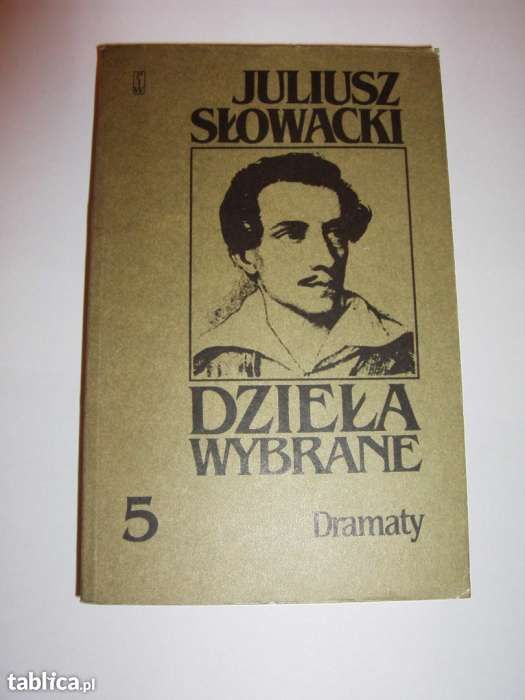 JULIUSZ
SŁOWACKI
DZIEŁA
WYBRANE
5
Dramaty
tablica.pl